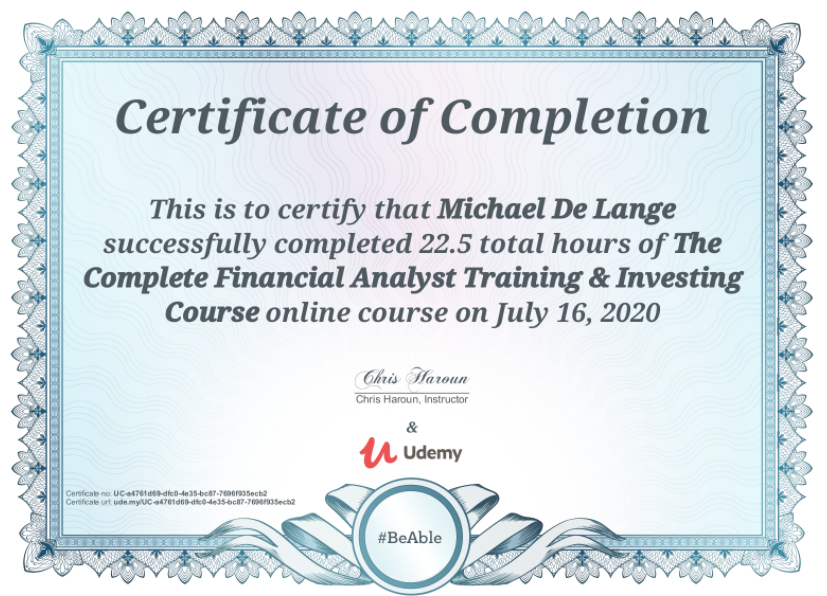 Certificate of Completion
This is to certify that Michael De Lange
successfully completed 22.5 total hours of The
Complete Financial Analyst Training & Investing
Course online course on July 16, 2020
Chris Haroun
Chris Haroun, Instructor
&
Udemy
Certificate no: UC-a4761d69-dfc0-4e35-bc87-7696f935ecb2
Certificate url: ude.my/UC-a4761d69-dfc0-4e35-bc87-7696f935ecb2
#BeAble